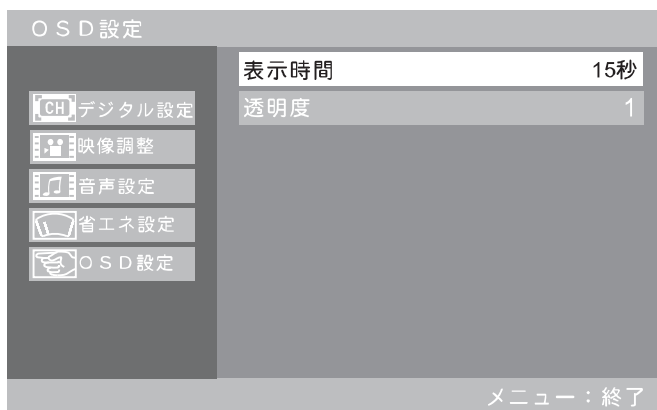 ＯＳＤ設定
表示時間 15秒
透明度 1
CH デジタル設定
映像調整
音声設定
省エネ設定
ＯＳＤ設定
メニュー：終了